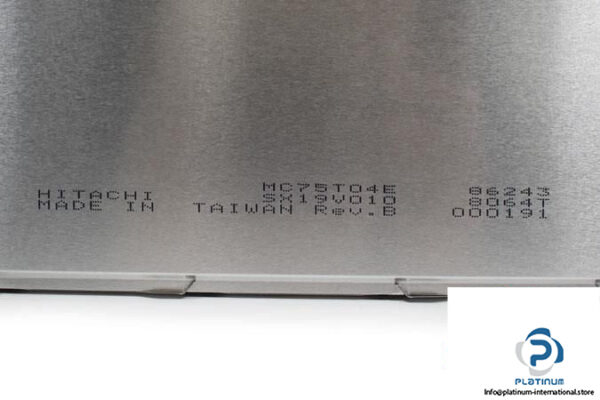 MC75T04E 86243
HITACHI SX19V010 8064T
MADE IN TAIWAN Rev.B 000191
PLATINUM
Info@platinum-international.store